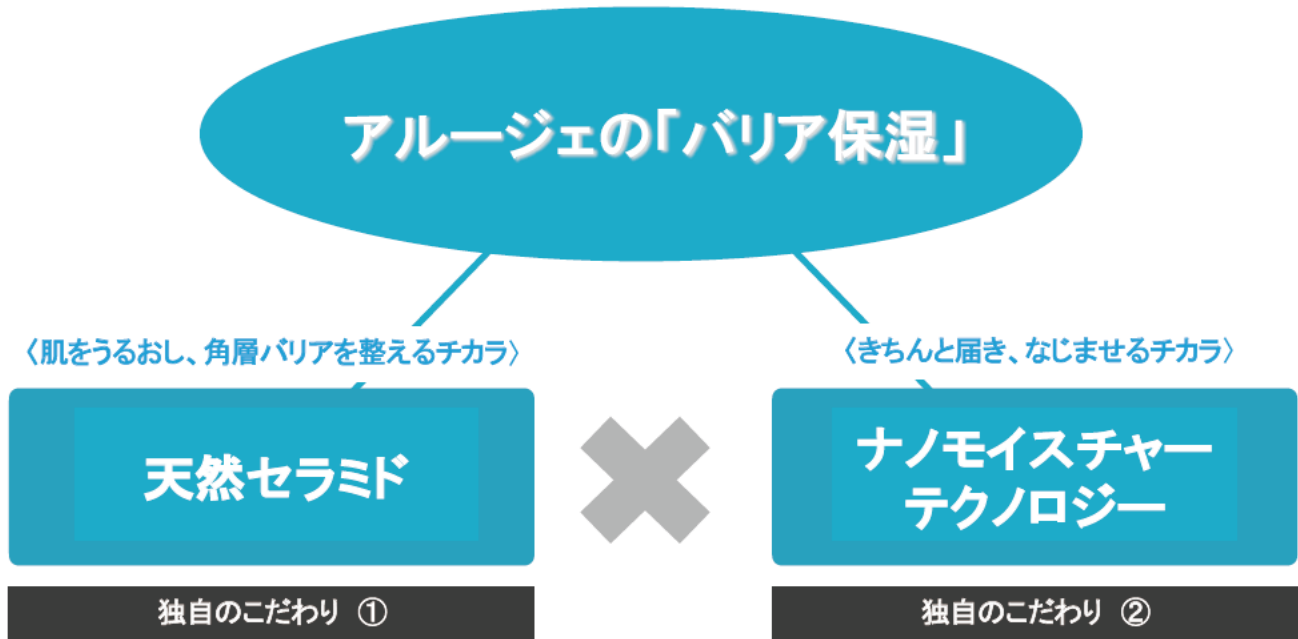 アルージェの「バリア保湿」
〈肌をうるおし、角層バリアを整えるチカラ〉
天然セラミド
独自のこだわり ①
〈きちんと届き、なじませるチカラ〉
ナノモイスチャー
テクノロジー
独自のこだわり ②